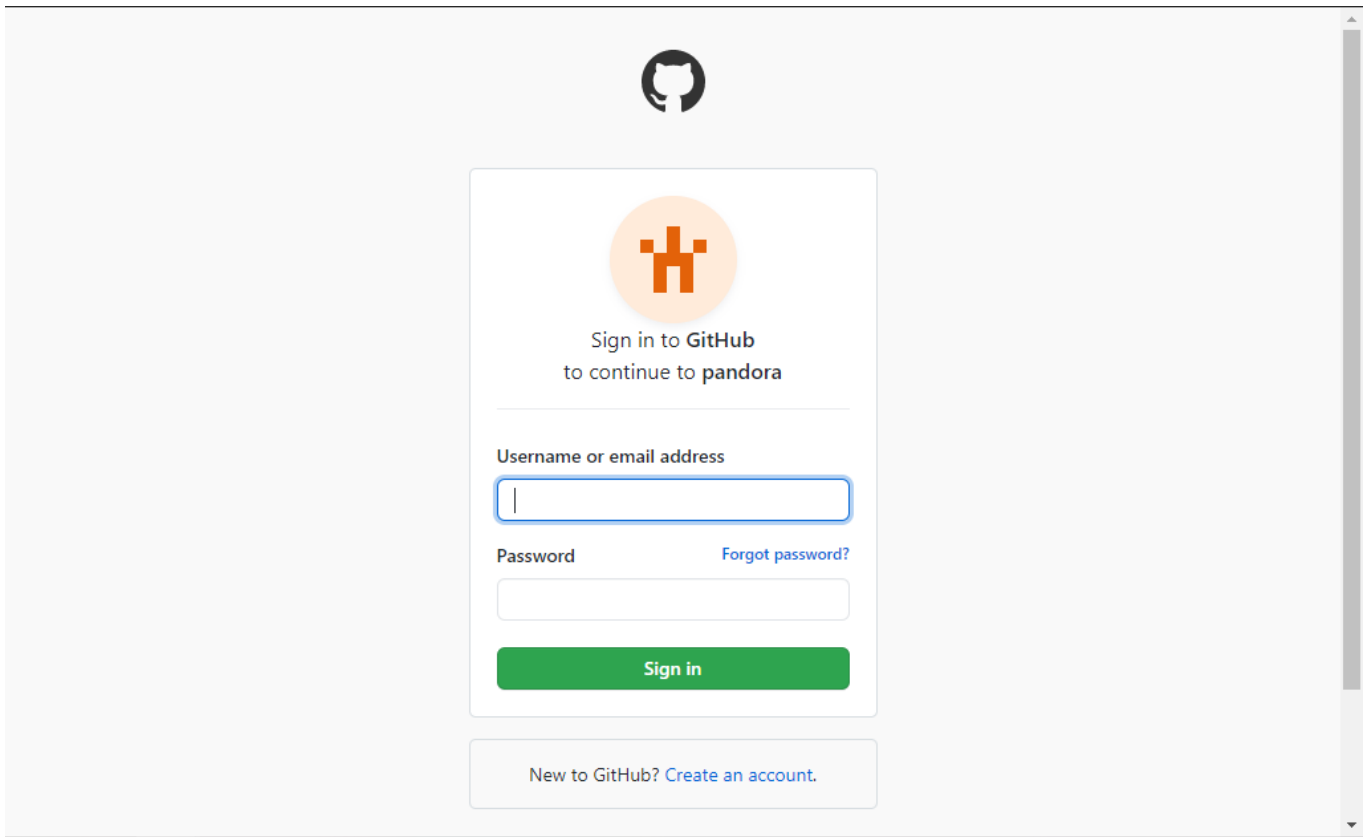 Sign in to GitHub
to continue to pandora
Username or email address
Password Forgot password?
Sign in
New to GitHub? Create an account.